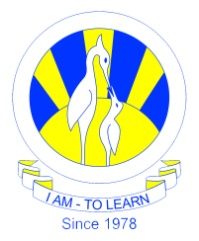 I AM - TO LEARN
Since 1978